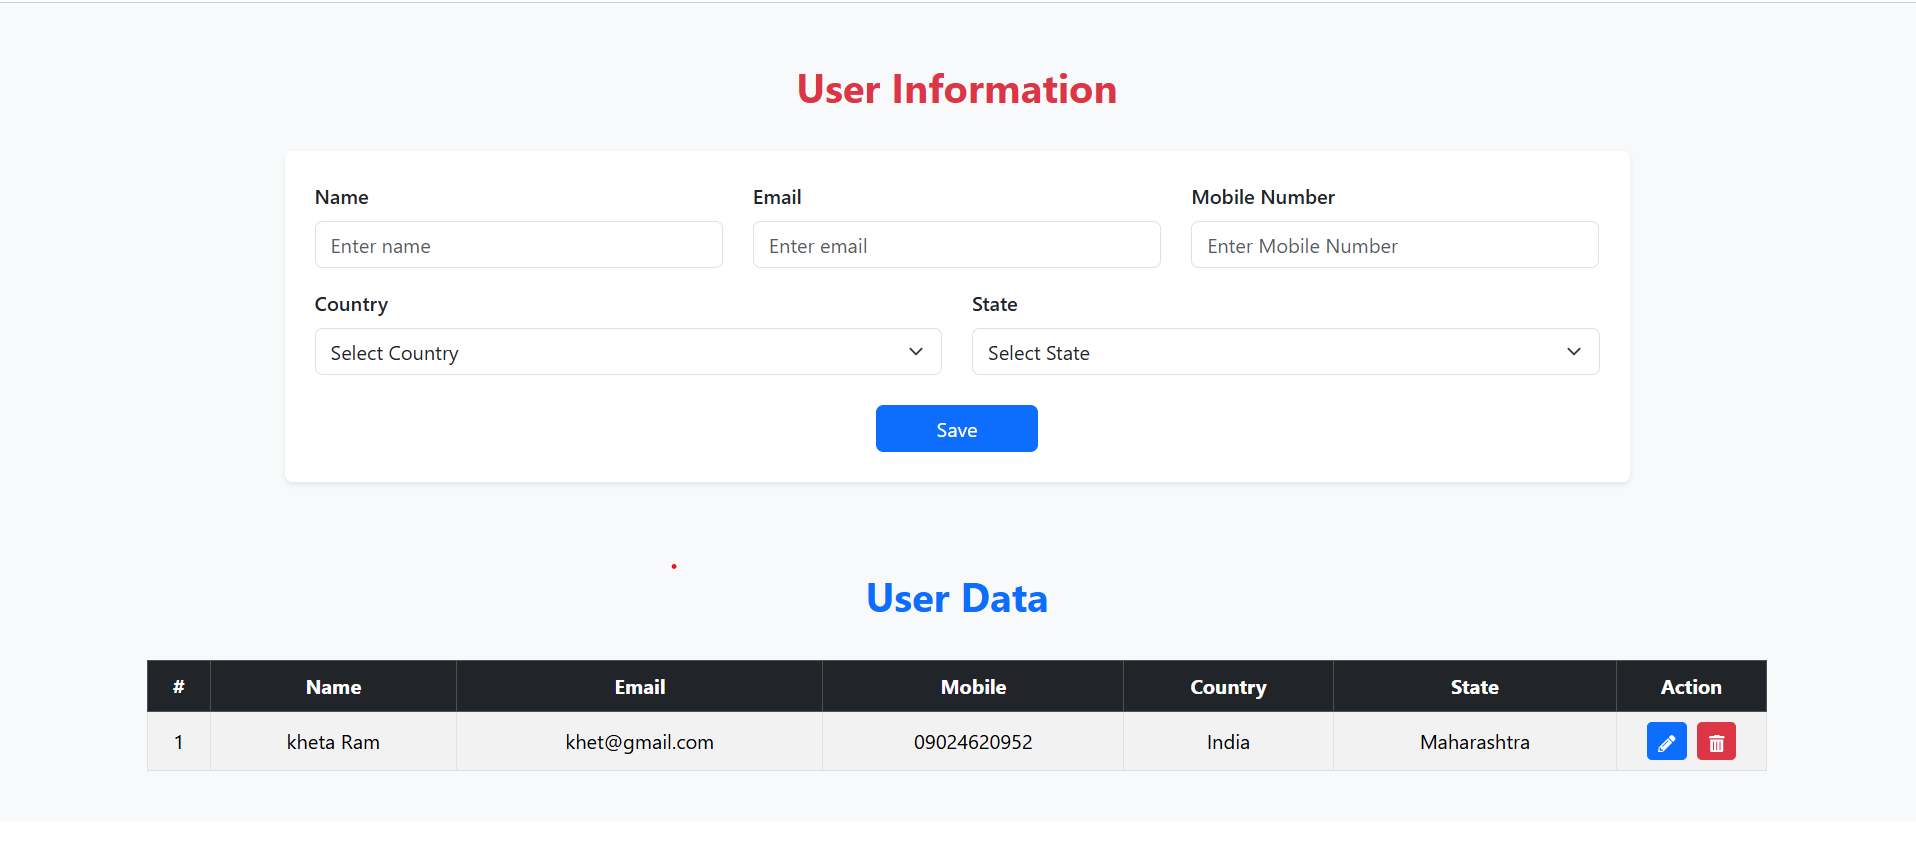 User Information
Name Email Mobile Number
Enter name Enter email Enter Mobile Number
Country State
Select Country Select State
Save
User Data
# Name Email Mobile Country State Action
1 kheta Ram khet@gmail.com 09024620952 India Maharashtra